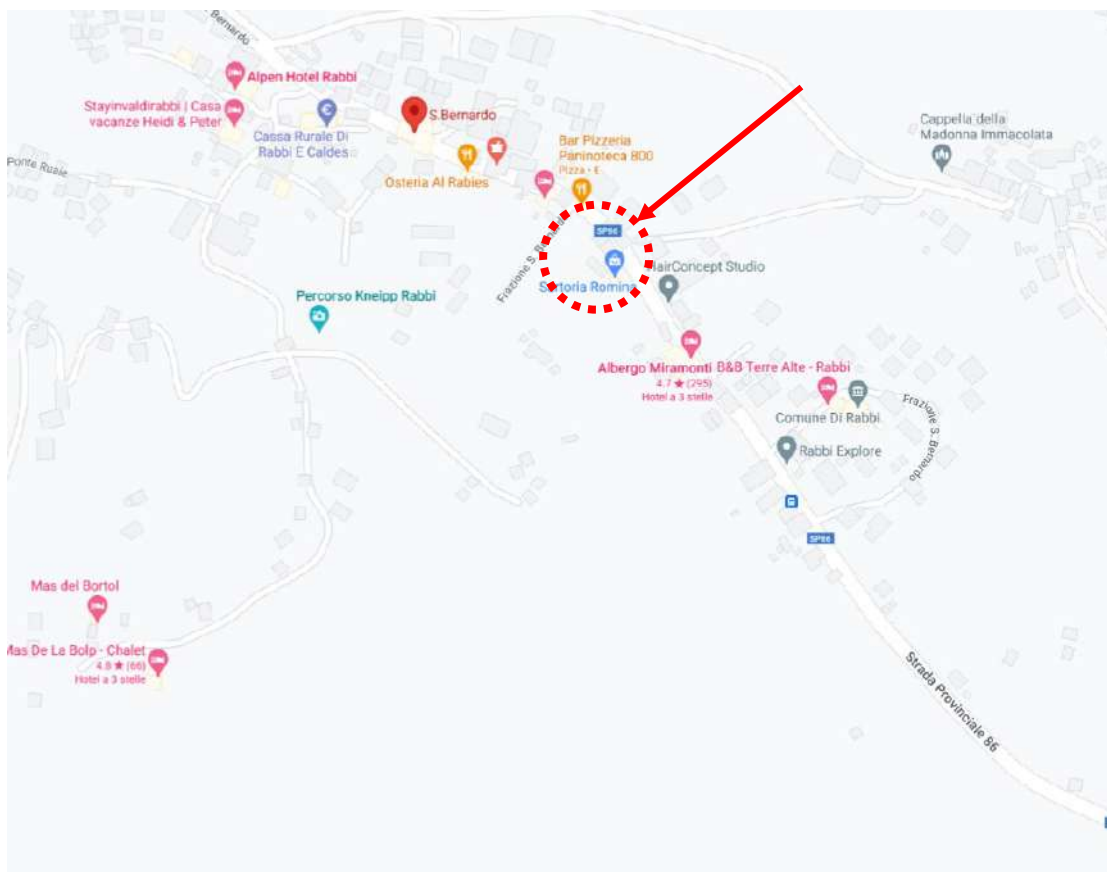 S. Bernardo
Alpen Hotel Rabbi
Stayinvaldirabbi | Casa
vacanze Heidi & Peter
Cassa Rurale Di
Rabbi E Caldes
S.Bernardo
Bar Pizzeria
Paninoteca 800
Pizza · €
Cappella della
Madonna Immacolata
Ponte Ruale
Osteria Al Rabies
SP86
Frazione S. Bernardo
HairConcept Studio
Sartoria Romina
Percorso Kneipp Rabbi
Albergo Miramonti
4.7 ★ (295)
Hotel a 3 stelle
B&B Terre Alte - Rabbi
Comune Di Rabbi
Frazione S. Bernardo
Rabbi Explore
SP86
Mas del Bortol
Mas De La Bolp - Chalet
4.8 ★ (66)
Hotel a 3 stelle
Strada Provinciale 86